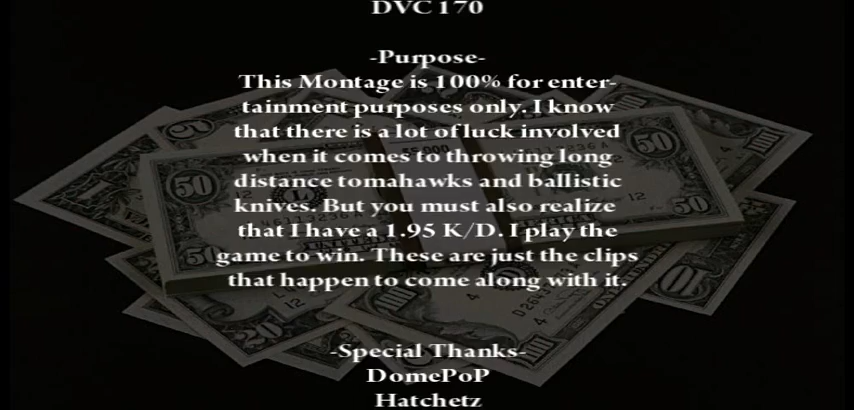 DVC 170
-Purpose-
This Montage is 100% for enter-
tainment purposes only. I know
that there is a lot of luck involved
when it comes to throwing long
distance tomahawks and ballistic
knives. But you must also realize
that I have a 1.95 K/D. I play the
game to win. These are just the clips
that happen to come along with it.
-Special Thanks-
DomePoP
Hatchetz